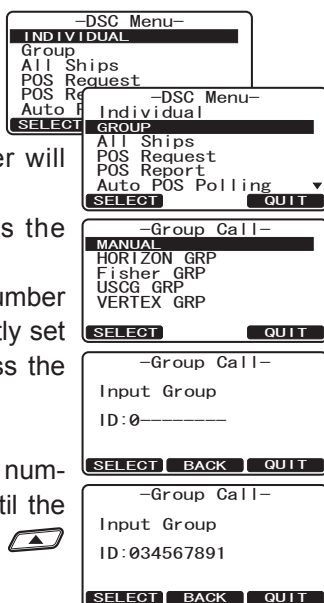 -DSC Menu-
INDIVIDUAL
Group
All Ships
POS Request
POS Re
Auto
SELECT
-DSC Menu-
Individual
GROUP
All Ships
POS Request
POS Report
Auto POS Polling ▼
SELECT QUIT
er will
s the
umber
tly set
ss the
num-
til the
-Group Call-
MANUAL
HORIZON GRP
Fisher GRP
USCG GRP
VERTEX GRP
SELECT QUIT
-Group Call-
Input Group
ID:0--------
SELECT BACK QUIT
-Group Call-
Input Group
ID:034567891
SELECT BACK QUIT